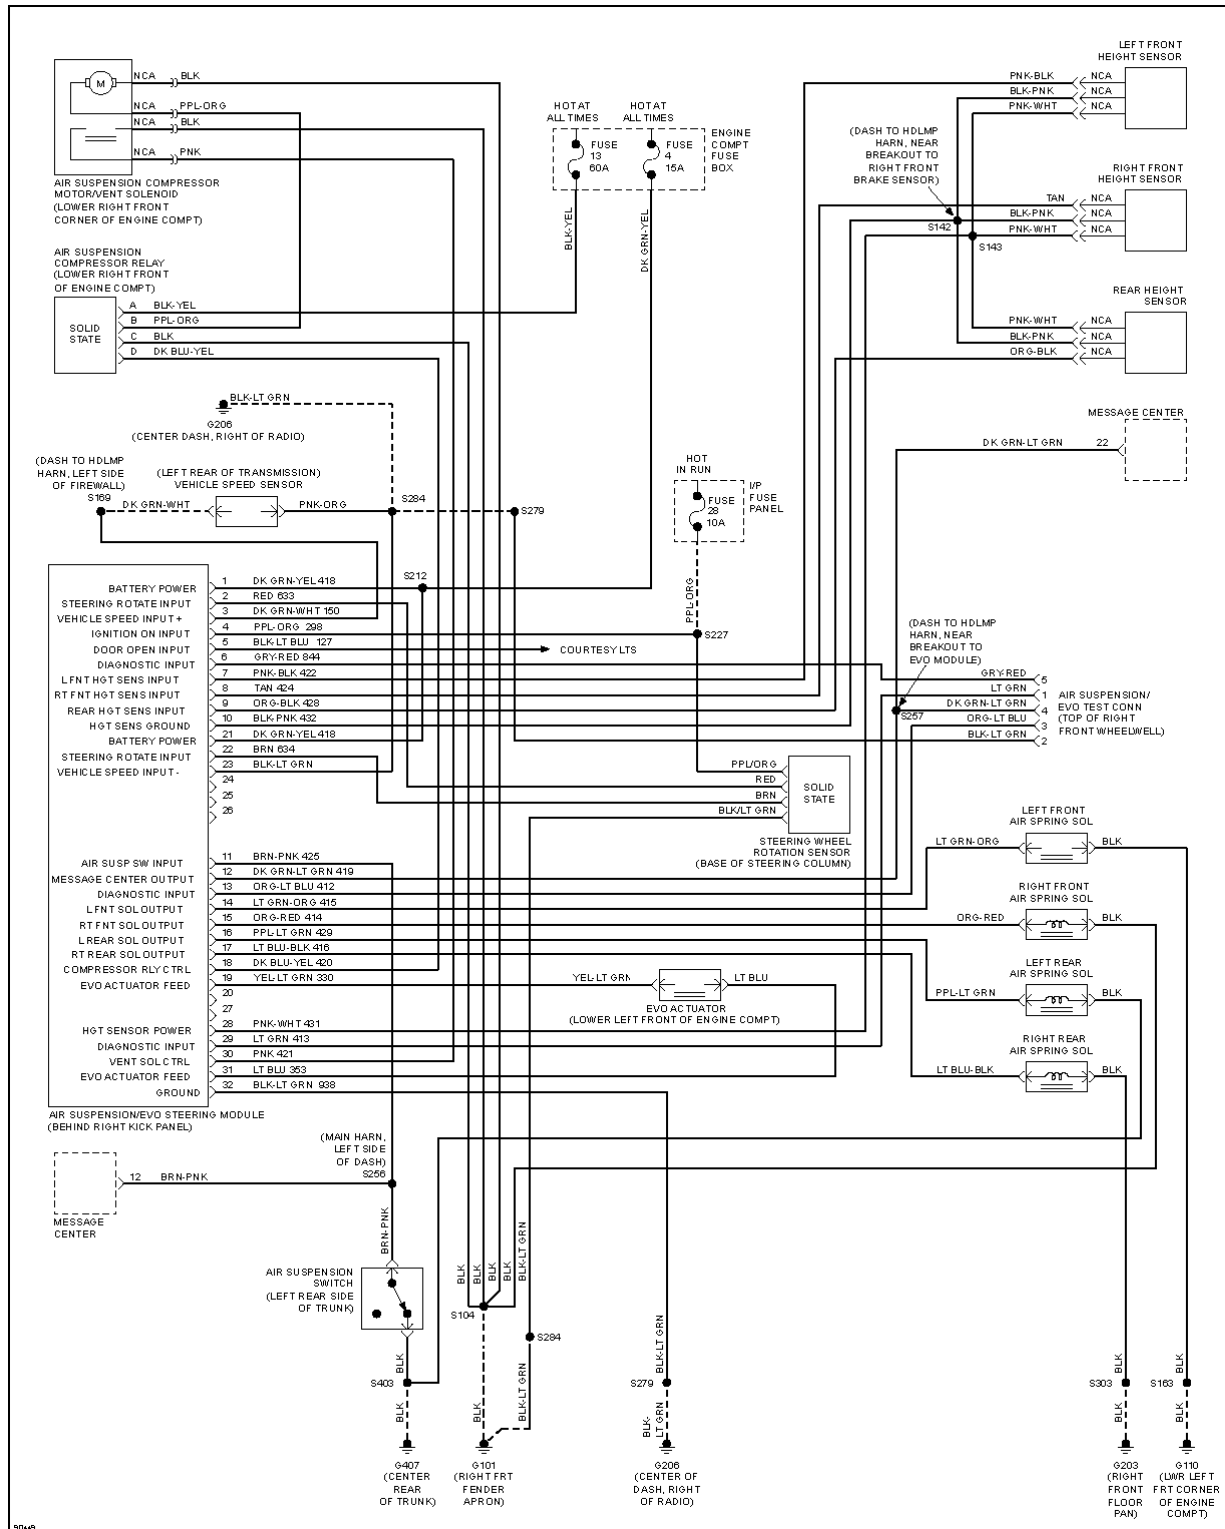 LEFT FRONT
HEIGHT SENSOR
NCA BLK
NCA PPL-ORG
NCA BLK
NCA PNK
M
AIR SUSPENSION COMPRESSOR
MOTOR/VENT SOLENOID
(LOWER RIGHT FRONT
CORNER OF ENGINE COMPT)
HOT AT
ALL TIMES
HOT AT
ALL TIMES
FUSE
13
60A
FUSE
4
15A
ENGINE
COMPT
FUSE
BOX
BLK-YEL
DK GRN-YEL
PNK-BLK NCA
BLK-PNK NCA
PNK-WHT NCA
(DASH TO HDLMP
HARN, NEAR
BREAKOUT TO
RIGHT FRONT
BRAKE SENSOR)
RIGHT FRONT
HEIGHT SENSOR
TAN NCA
BLK-PNK NCA
PNK-WHT NCA
S142
S143
REAR HEIGHT
SENSOR
PNK-WHT NCA
BLK-PNK NCA
ORG-BLK NCA
AIR SUSPENSION
COMPRESSOR RELAY
(LOWER RIGHT FRONT
OF ENGINE COMPT)
SOLID
STATE
A BLK-YEL
B PPL-ORG
C BLK
D DK BLU-YEL
BLK-LT GRN
G206
(CENTER DASH, RIGHT OF RADIO)
MESSAGE CENTER
DK GRN-LT GRN 22
(DASH TO HDLMP
HARN, LEFT SIDE
OF FIREWALL)
S169
(LEFT REAR OF TRANSMISSION)
VEHICLE SPEED SENSOR
DK GRN-WHT
PNK-ORG
S284
S279
HOT
IN RUN
FUSE
28
10A
I/P
FUSE
PANEL
PPL-ORG
S212
S227
BATTERY POWER 1 DK GRN-YEL 418
STEERING ROTATE INPUT 2 RED 633
VEHICLE SPEED INPUT + 3 DK GRN-WHT 150
IGNITION ON INPUT 4 PPL-ORG 298
DOOR OPEN INPUT 5 BLK-LT BLU 127
COURTESY LTS
DIAGNOSTIC INPUT 6 GRY-RED 844
L FNT HGT SENS INPUT 7 PNK-BLK 422
RT FNT HGT SENS INPUT 8 TAN 424
REAR HGT SENS INPUT 9 ORG-BLK 428
HGT SENS GROUND 10 BLK-PNK 432
BATTERY POWER 21 DK GRN-YEL 418
STEERING ROTATE INPUT 22 BRN 634
VEHICLE SPEED INPUT - 23 BLK-LT GRN
24
25
26
(DASH TO HDLMP
HARN, NEAR
BREAKOUT TO
EVO MODULE)
S257
GRY-RED 5
LT GRN 1
DK GRN-LT GRN 4
ORG-LT BLU 3
BLK-LT GRN 2
AIR SUSPENSION/
EVO TEST CONN
(TOP OF RIGHT
FRONT WHEELWELL)
PPL/ORG
RED
BRN
BLK/LT GRN
SOLID
STATE
STEERING WHEEL
ROTATION SENSOR
(BASE OF STEERING COLUMN)
AIR SUSP SW INPUT 11 BRN-PNK 425
MESSAGE CENTER OUTPUT 12 DK GRN-LT GRN 419
DIAGNOSTIC INPUT 13 ORG-LT BLU 412
L FNT SOL OUTPUT 14 LT GRN-ORG 415
RT FNT SOL OUTPUT 15 ORG-RED 414
L REAR SOL OUTPUT 16 PPL-LT GRN 429
RT REAR SOL OUTPUT 17 LT BLU-BLK 416
COMPRESSOR RLY CTRL 18 DK BLU-YEL 420
EVO ACTUATOR FEED 19 YEL-LT GRN 330
20
27
HGT SENSOR POWER 28 PNK-WHT 431
DIAGNOSTIC INPUT 29 LT GRN 413
VENT SOL CTRL 30 PNK 421
EVO ACTUATOR FEED 31 LT BLU 353
GROUND 32 BLK-LT GRN 938
AIR SUSPENSION/EVO STEERING MODULE
(BEHIND RIGHT KICK PANEL)
YEL-LT GRN
LT BLU
EVO ACTUATOR
(LOWER LEFT FRONT OF ENGINE COMPT)
LEFT FRONT
AIR SPRING SOL
LT GRN-ORG BLK
RIGHT FRONT
AIR SPRING SOL
ORG-RED BLK
LEFT REAR
AIR SPRING SOL
PPL-LT GRN BLK
RIGHT REAR
AIR SPRING SOL
LT BLU-BLK BLK
(MAIN HARN,
LEFT SIDE
OF DASH)
S256
12 BRN-PNK
MESSAGE
CENTER
BRN-PNK
AIR SUSPENSION
SWITCH
(LEFT REAR SIDE
OF TRUNK)
BLK
BLK
BLK
BLK
BLK-LT GRN
S104
S284
BLK
S403
BLK
BLK
BLK-LT GRN
BLK-LT GRN
S279
BLK-
LT GRN
BLK
BLK
S303
S163
BLK
BLK
G407
(CENTER
REAR
OF TRUNK)
G101
(RIGHT FRT
FENDER
APRON)
G206
(CENTER OF
DASH, RIGHT
OF RADIO)
G203
(RIGHT
FRONT
FLOOR
PAN)
G110
(LWR LEFT
FRT CORNER
OF ENGINE
COMPT)